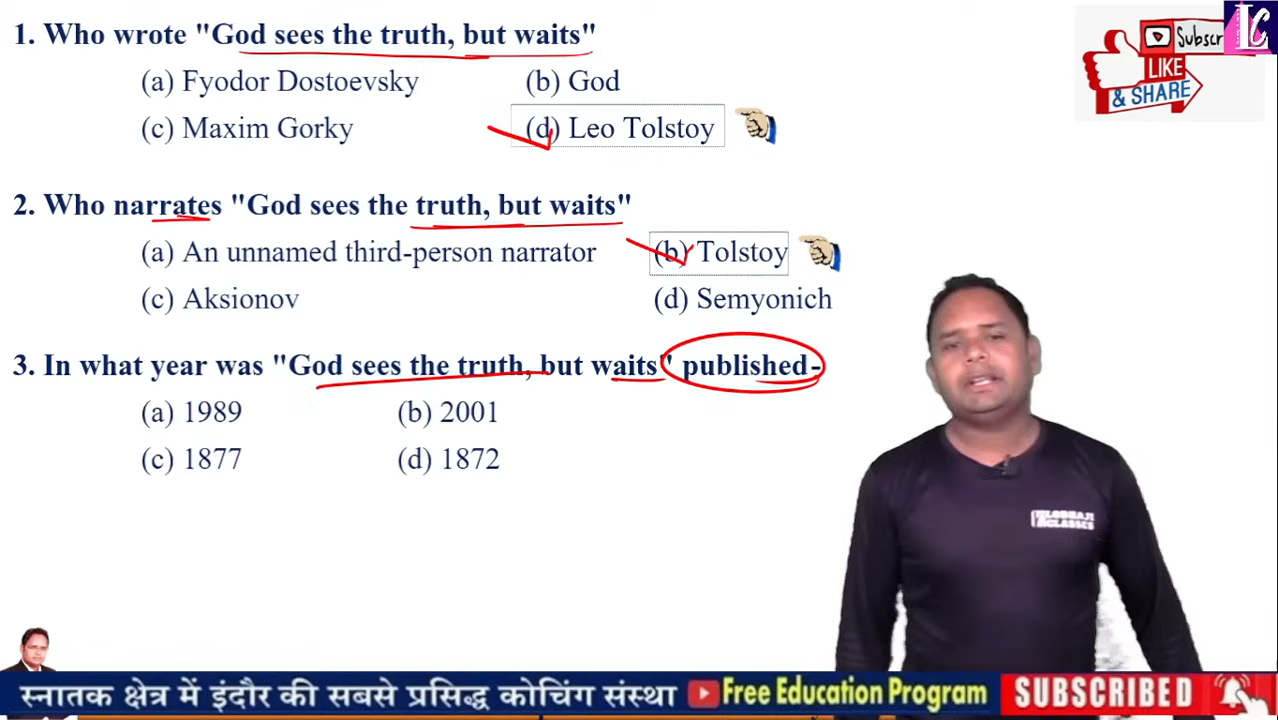 1. Who wrote "God sees the truth, but waits"
(a) Fyodor Dostoevsky (b) God
(c) Maxim Gorky (d) Leo Tolstoy
2. Who narrates "God sees the truth, but waits"
(a) An unnamed third-person narrator (b) Tolstoy
(c) Aksionov (d) Semyonich
3. In what year was "God sees the truth, but waits" published-
(a) 1989 (b) 2001
(c) 1877 (d) 1872
Subscr
LC
LIKE
& SHARE
CLASSES
स्नातक क्षेत्र में इंदौर की सबसे प्रसिद्ध कोचिंग संस्था Free Education Program SUBSCRIBED